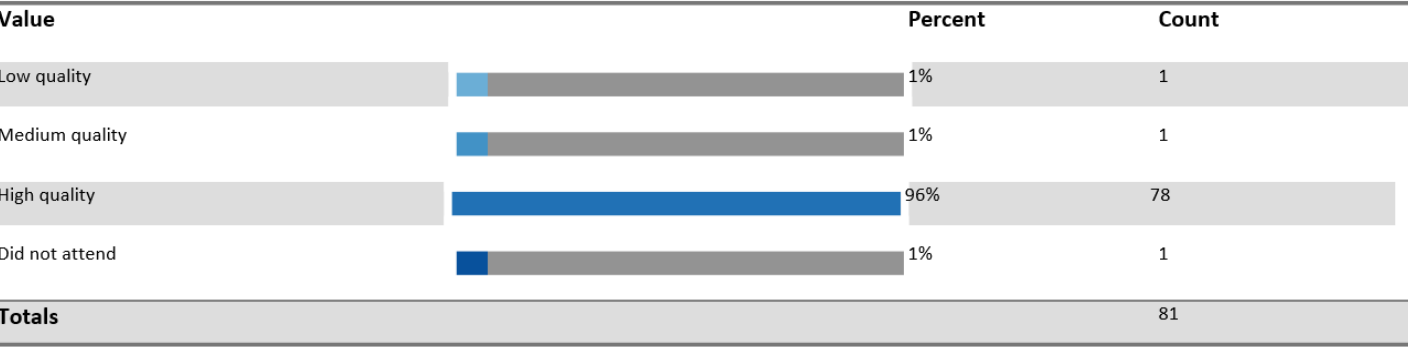 Value Percent Count
Low quality 1% 1
Medium quality 1% 1
High quality 96% 78
Did not attend 1% 1
Totals 81